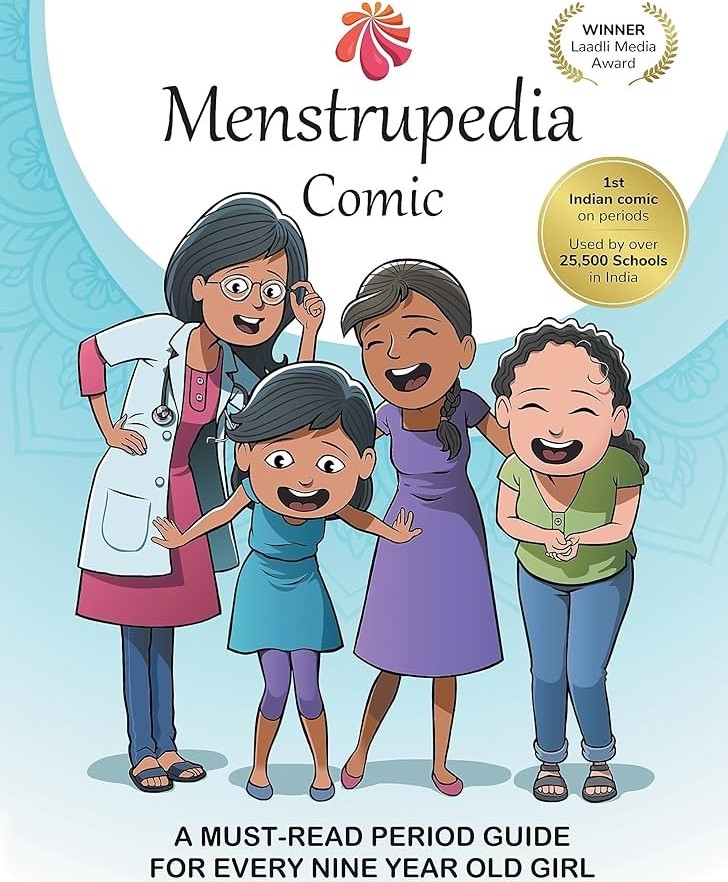 WINNER
Laadli Media
Award
Menstrupedia
Comic
1st
Indian comic
on periods
Used by over
25,500 Schools
in India
A MUST-READ PERIOD GUIDE
FOR EVERY NINE YEAR OLD GIRL